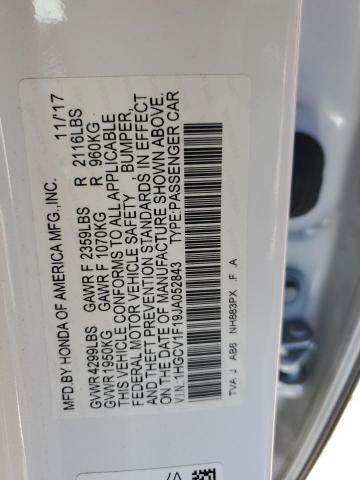 MFD.BY HONDA OF AMERICA MFG.,INC. 11/'17
GVWR 4299LBS GAWR F 2359LBS R 2116LBS
GVWR 1950KG GAWR F 1070KG R 960KG
THIS VEHICLE CONFORMS TO ALL APPLICABLE
FEDERAL MOTOR VEHICLE SAFETY, BUMPER,
AND THEFT PREVENTION STANDARDS IN EFFECT
ON THE DATE OF MANUFACTURE SHOWN ABOVE.
V.I.N.:1HGCV1F19JA052843 TYPE:PASSENGER CAR
TVA J AB6 NH883PX F A